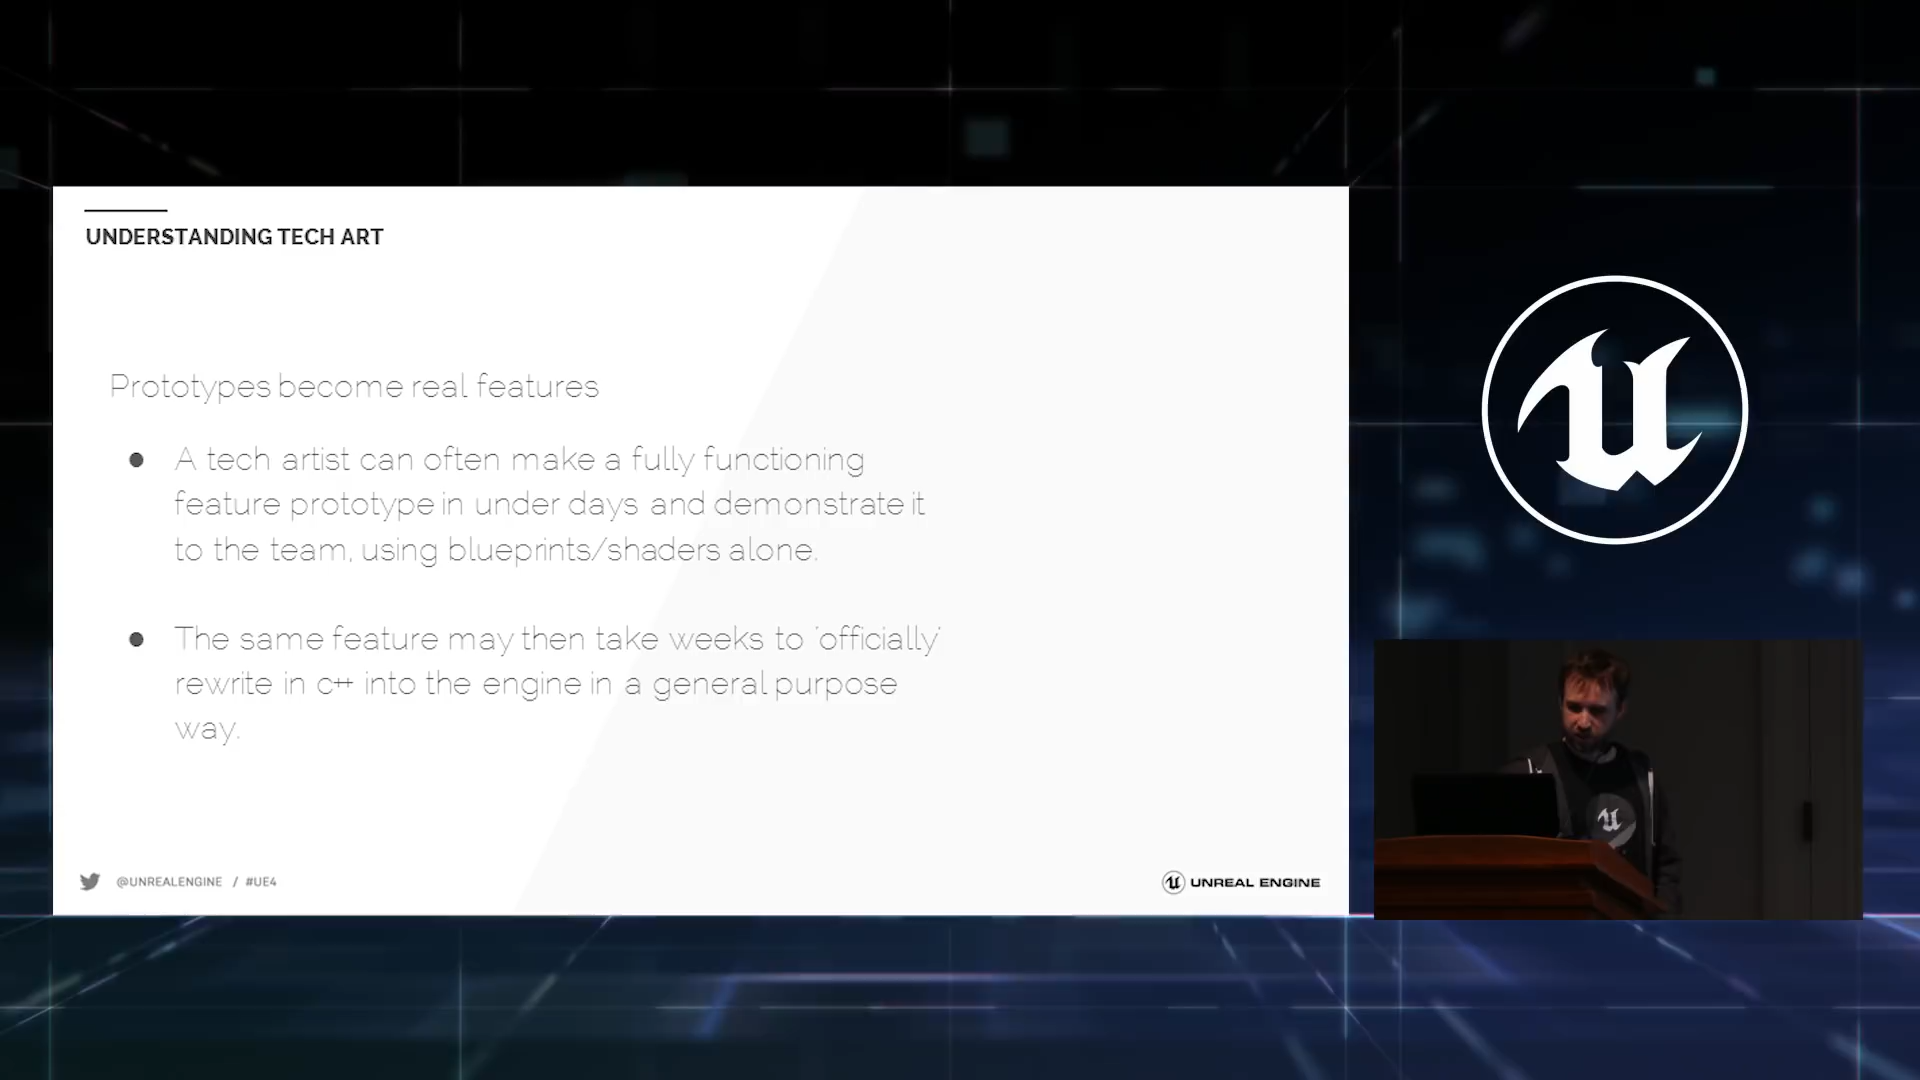 UNDERSTANDING TECH ART
Prototypes become real features
● A tech artist can often make a fully functioning
feature prototype in under days and demonstrate it
to the team, using blueprints/shaders alone.
● The same feature may then take weeks to 'officially'
rewrite in c++ into the engine in a general purpose
way.
@UNREALENGINE / #UE4
UNREAL ENGINE